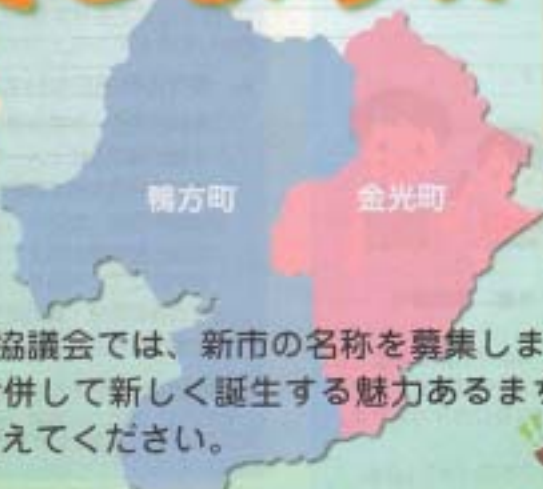 鴨方町
金光町
協議会では、新市の名称を募集しま
併して新しく誕生する魅力あるまち
えてください。